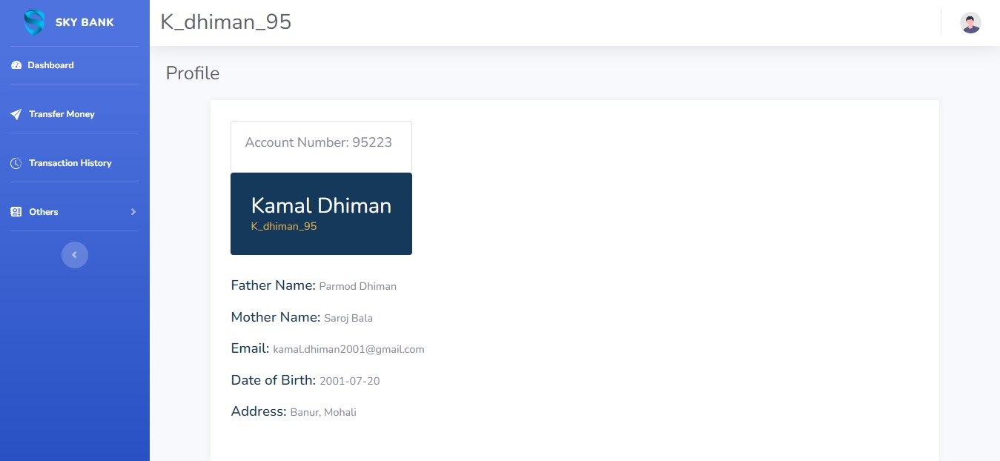 SKY BANK
K_dhiman_95
Dashboard
Transfer Money
Transaction History
Others
Profile
Account Number: 95223
Kamal Dhiman
K_dhiman_95
Father Name: Parmod Dhiman
Mother Name: Saroj Bala
Email: kamal.dhiman2001@gmail.com
Date of Birth: 2001-07-20
Address: Banur, Mohali